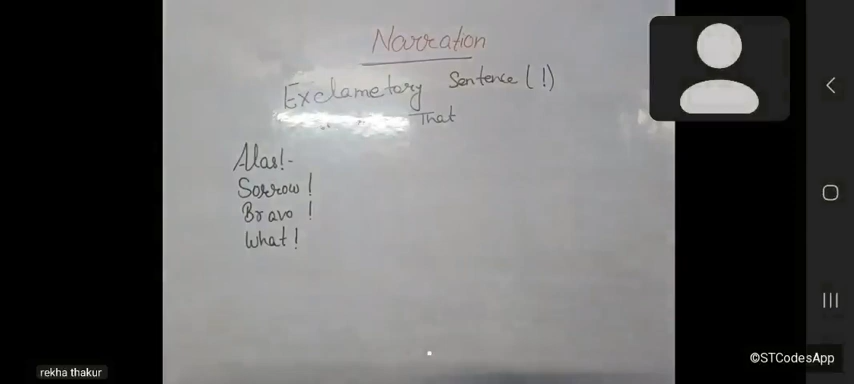 Narration
Exclametory Sentence (!)
That
Alas!-
Sorrow !
Bravo !
What !
rekha thakur
©STCodesApp